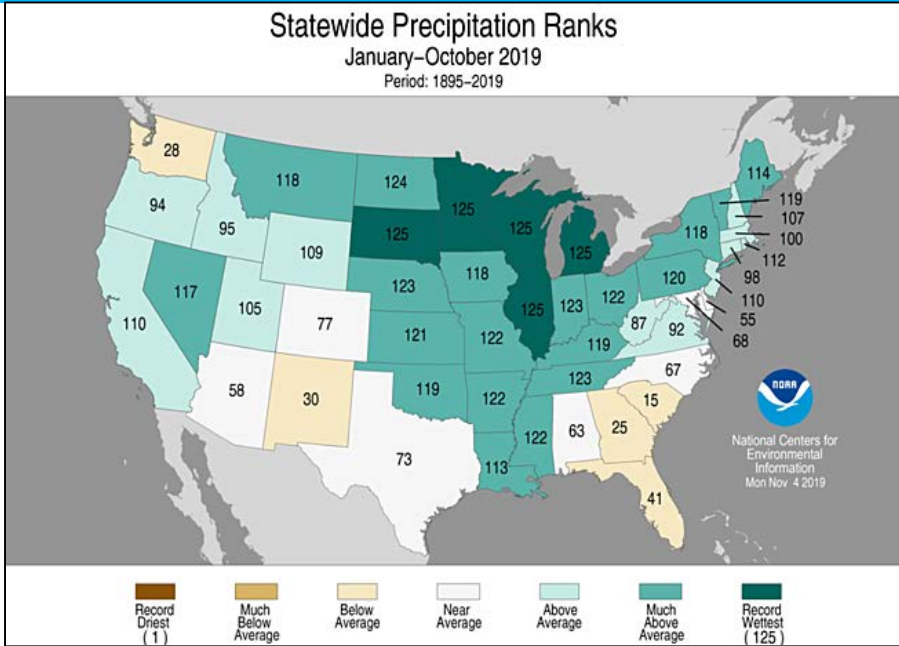 Statewide Precipitation Ranks
January–October 2019
Period: 1895–2019
28
118
124
114
119
107
100
112
98
110
55
68
94
95
109
125
125
125
125
118
118
120
110
117
105
77
123
121
118
122
125
123
122
87
92
119
123
67
58
30
119
122
73
113
122
63
25
15
41
NOAA
National Centers for
Environmental
Information
Mon Nov 4 2019
Record
Driest
(1)
Much
Below
Average
Below
Average
Near
Average
Above
Average
Much
Above
Average
Record
Wettest
(125)